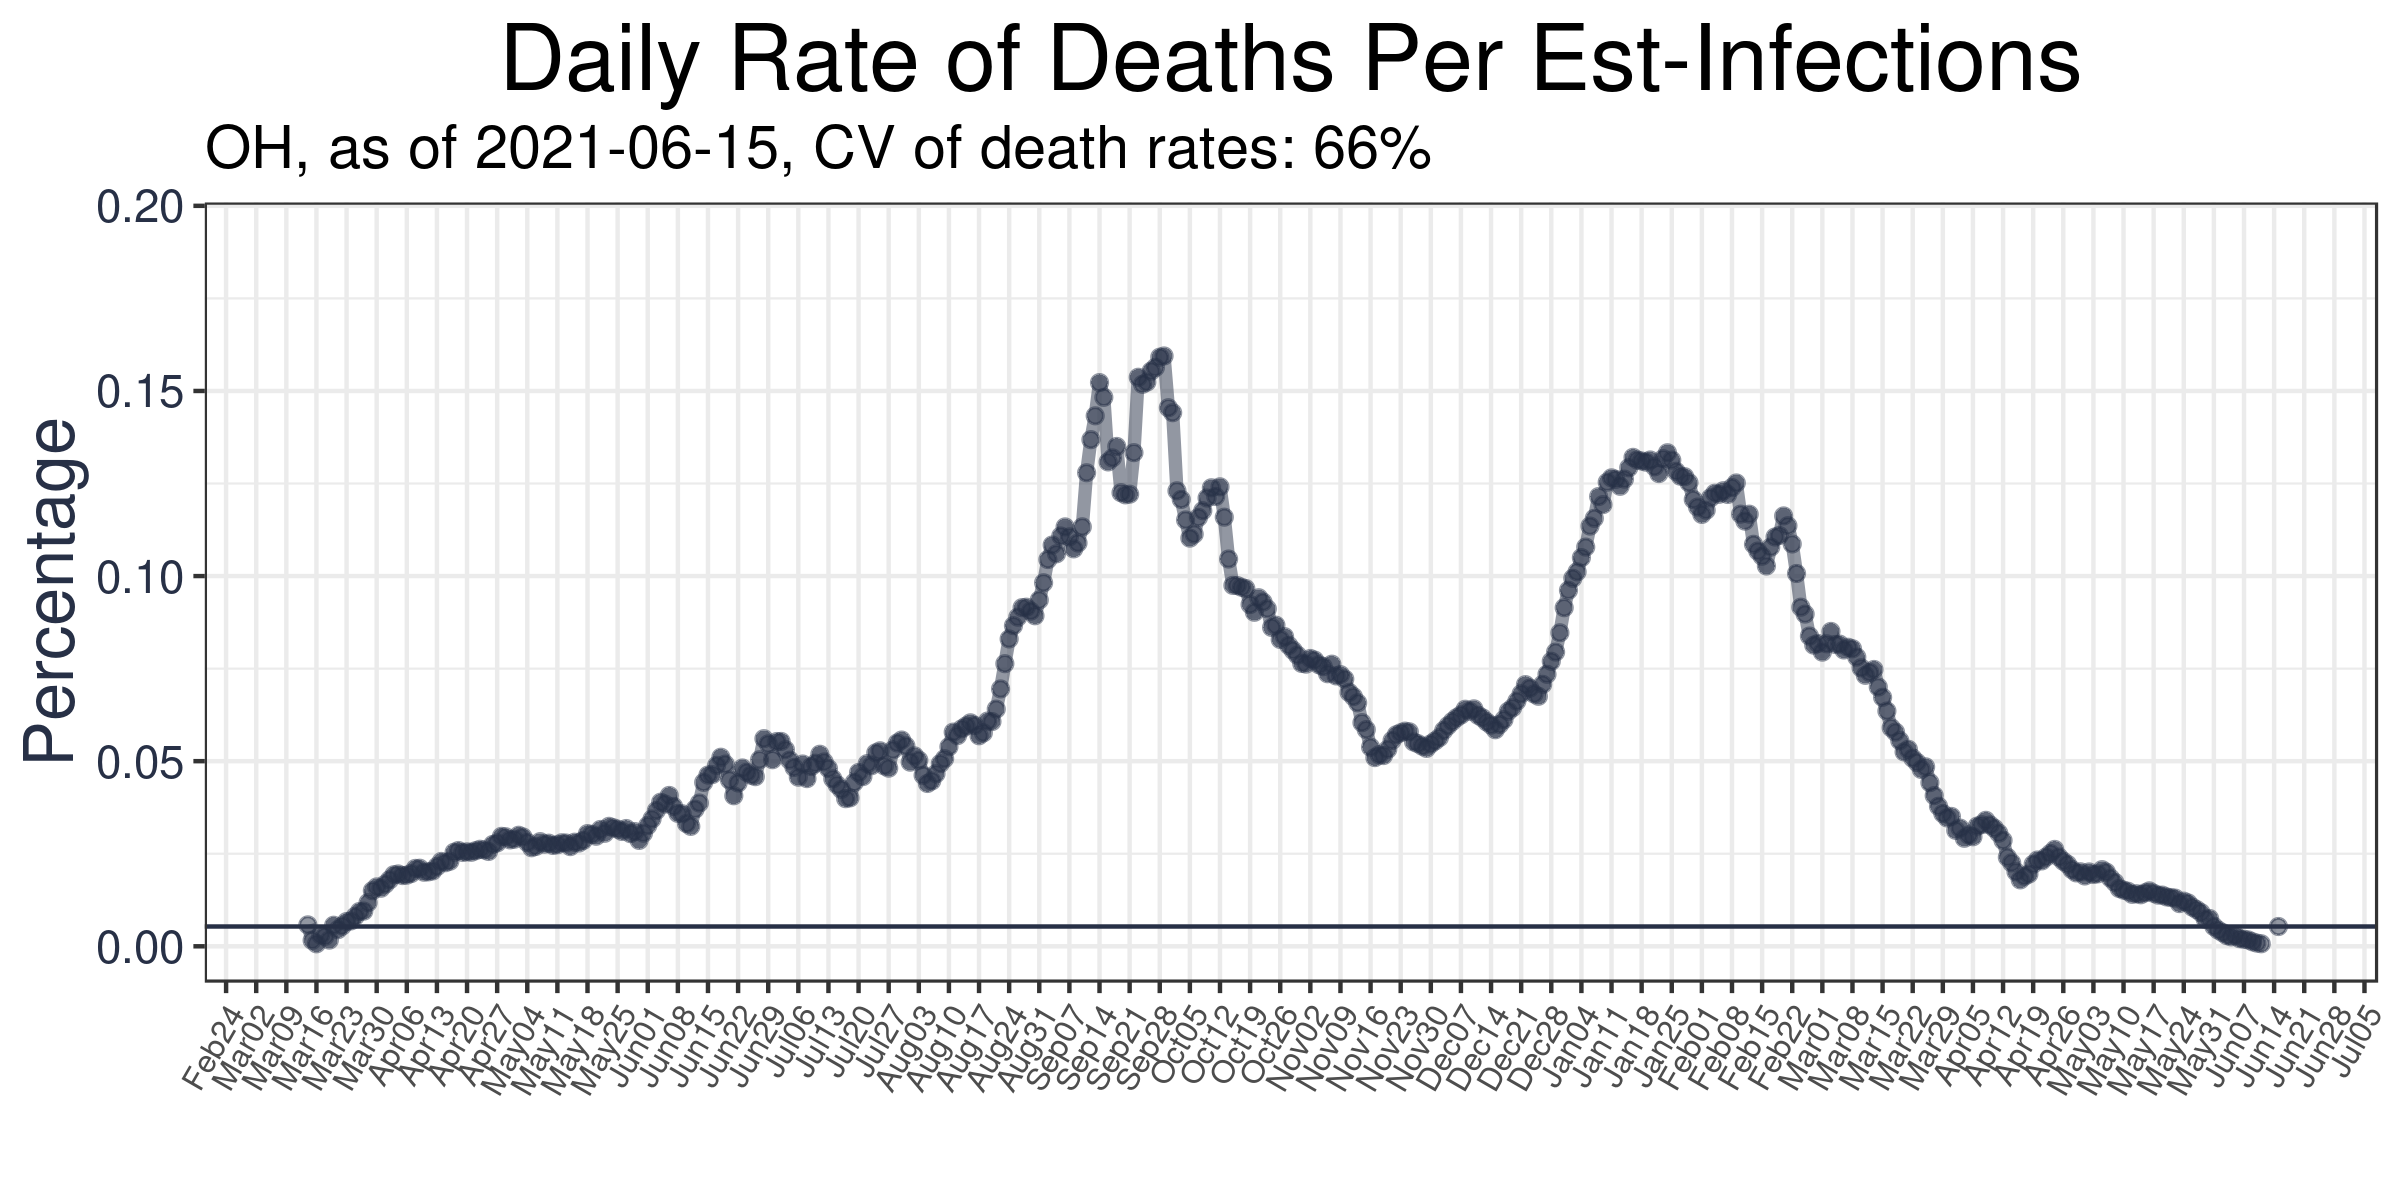 Daily Rate of Deaths Per Est-Infections
OH, as of 2021-06-15, CV of death rates: 66%
Percentage
0.20
0.15
0.10
0.05
0.00
Feb24
Mar02
Mar09
Mar16
Mar23
Mar30
Apr06
Apr13
Apr20
Apr27
May04
May11
May18
May25
Jun01
Jun08
Jun15
Jun22
Jun29
Jul06
Jul13
Jul20
Jul27
Aug03
Aug10
Aug17
Aug24
Aug31
Sep07
Sep14
Sep21
Sep28
Oct05
Oct12
Oct19
Oct26
Nov02
Nov09
Nov16
Nov23
Nov30
Dec07
Dec14
Dec21
Dec28
Jan04
Jan11
Jan18
Jan25
Feb01
Feb08
Feb15
Feb22
Mar01
Mar08
Mar15
Mar22
Mar29
Apr05
Apr12
Apr19
Apr26
May03
May10
May17
May24
May31
Jun07
Jun14
Jun21
Jun28
Jul05